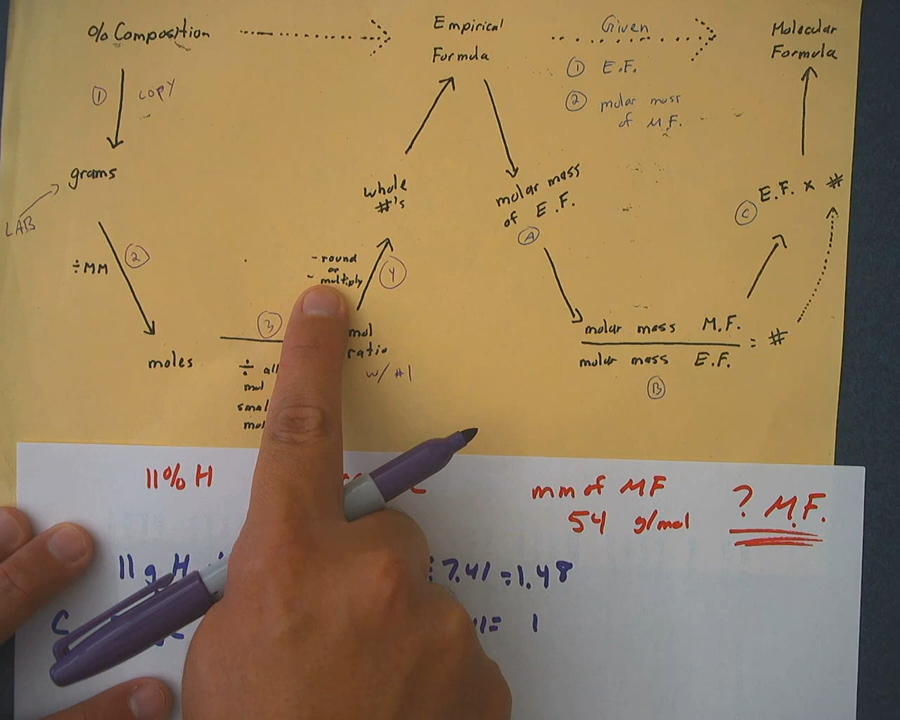 % Composition
Empirical
Formula
Given
① E.F.
② molar mass
of M.F.
Molecular
Formula
① copy
grams
LAB
÷MM
②
moles
③
÷ all
mol
small
mol
mol
ratio
w/ #1
- round
or
- multiply
④
whole
#'s
molar mass
of E.F.
Ⓐ
molar mass M.F.
molar mass E.F.
= #
Ⓑ
Ⓒ
E.F. x #
11% H
C
mm of MF
54 g/mol
? M.F.
11 g H
÷7.41 = 1.48
C
= 1